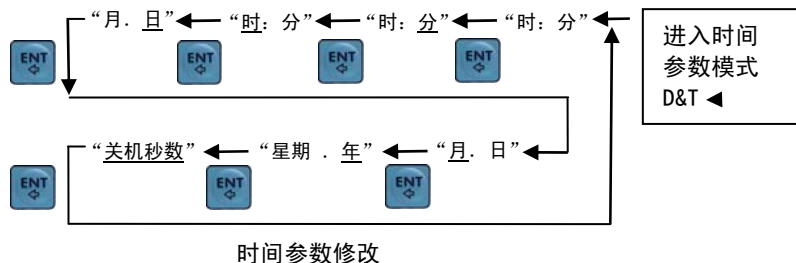 “月. 日” “时: 分” “时: 分” “时: 分”
进入时间
参数模式
D&T
ENT ENT ENT ENT
“关机秒数” “星期 . 年” “月. 日”
ENT ENT ENT
时间参数修改